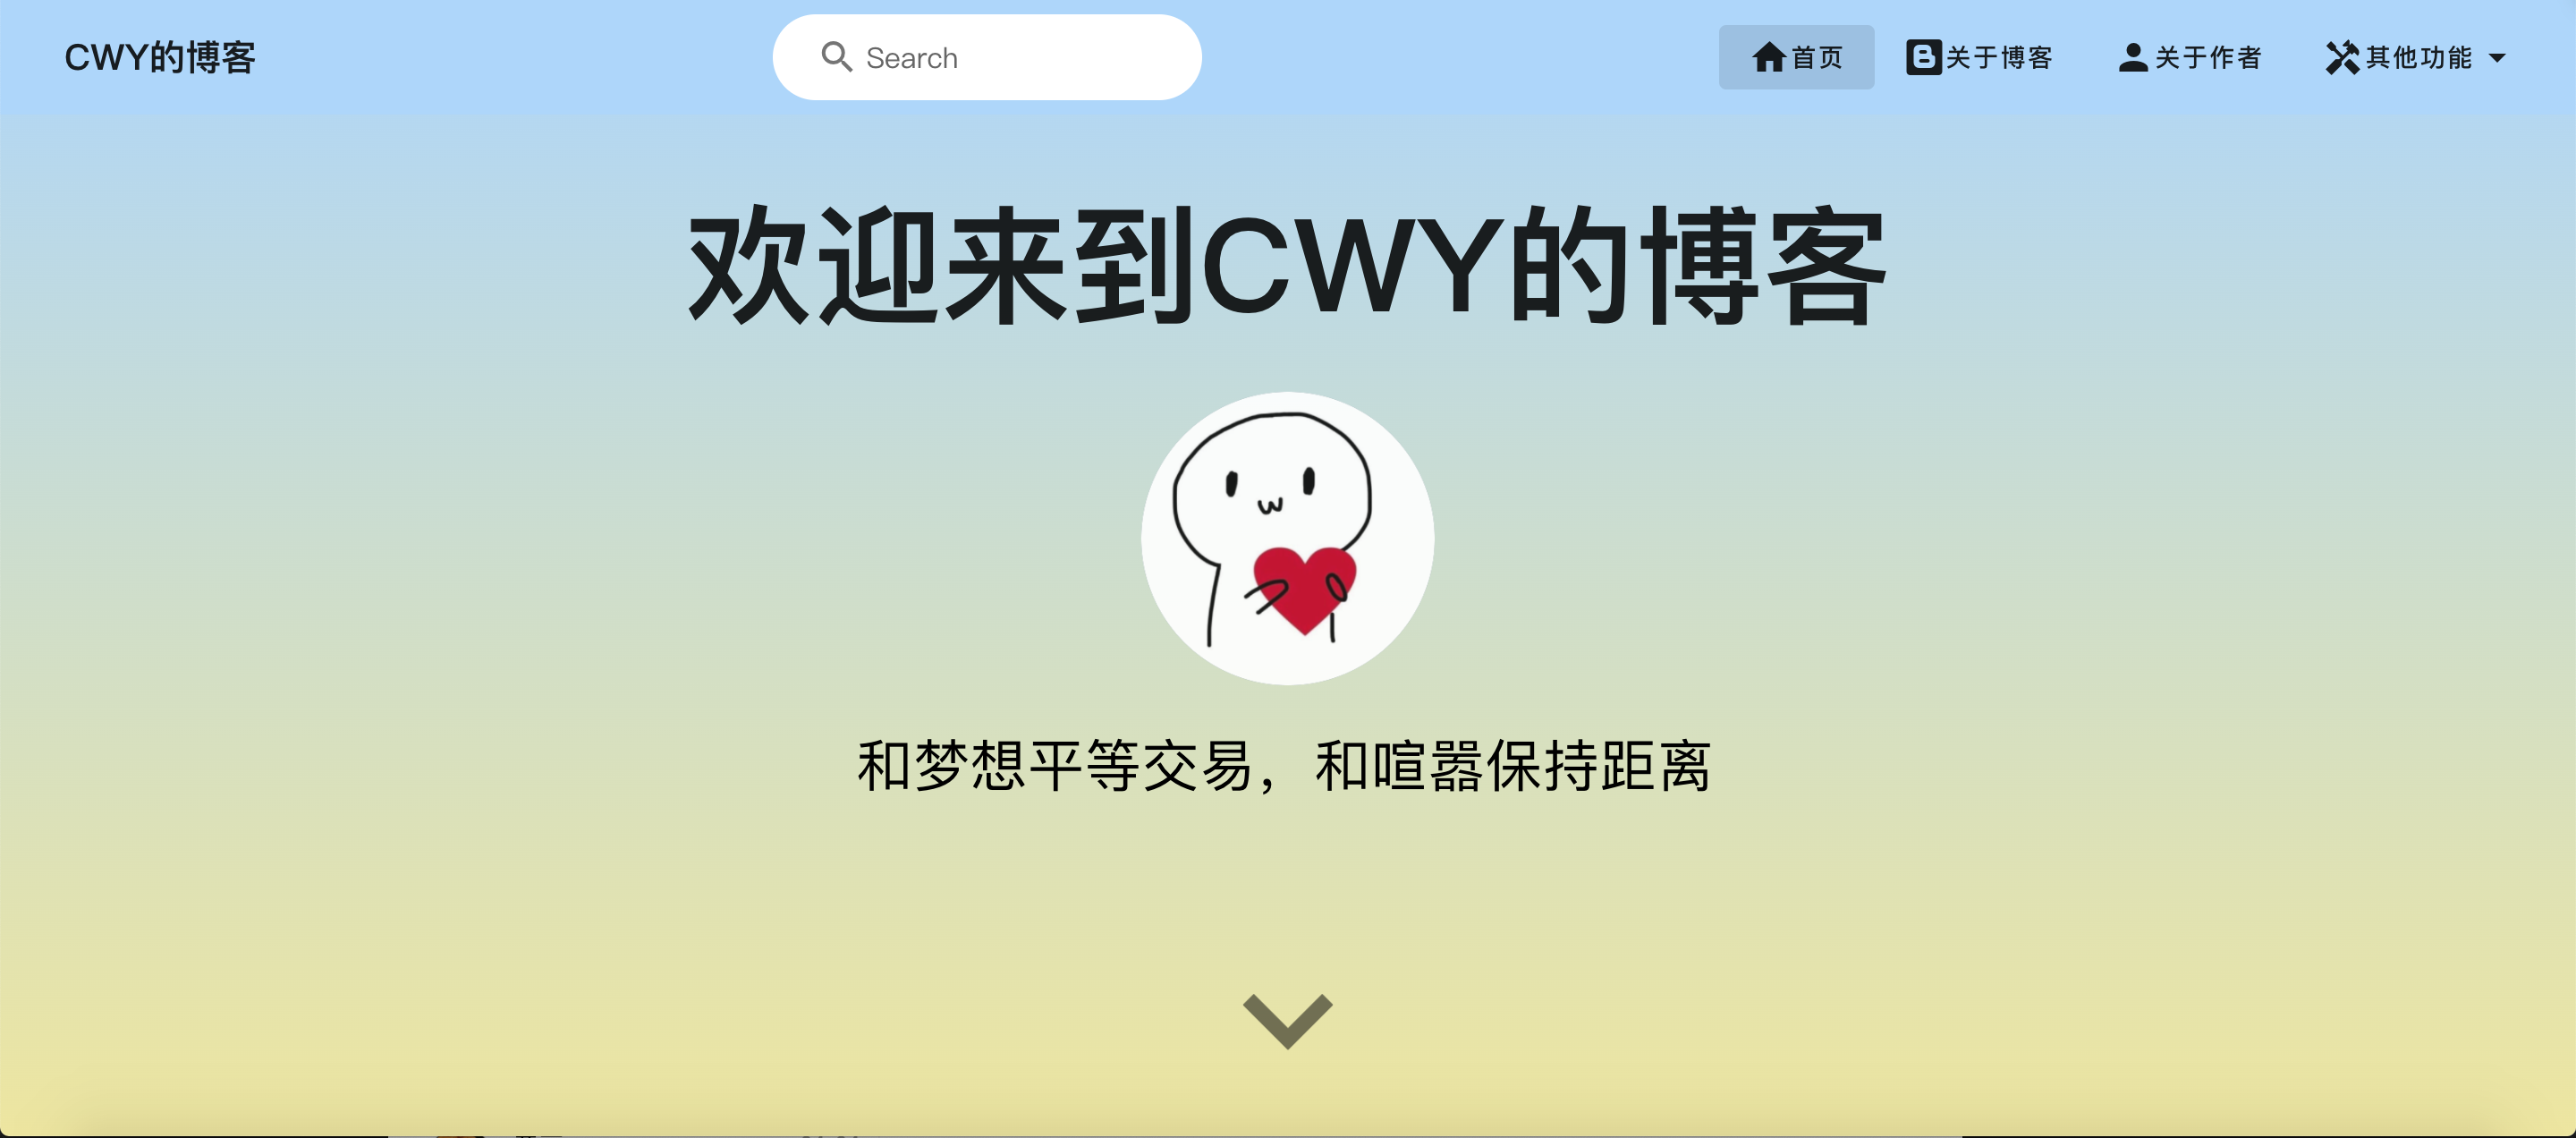 CWY的博客
Search
首页
关于博客
关于作者
其他功能
欢迎来到CWY的博客
和梦想平等交易，和喧嚣保持距离